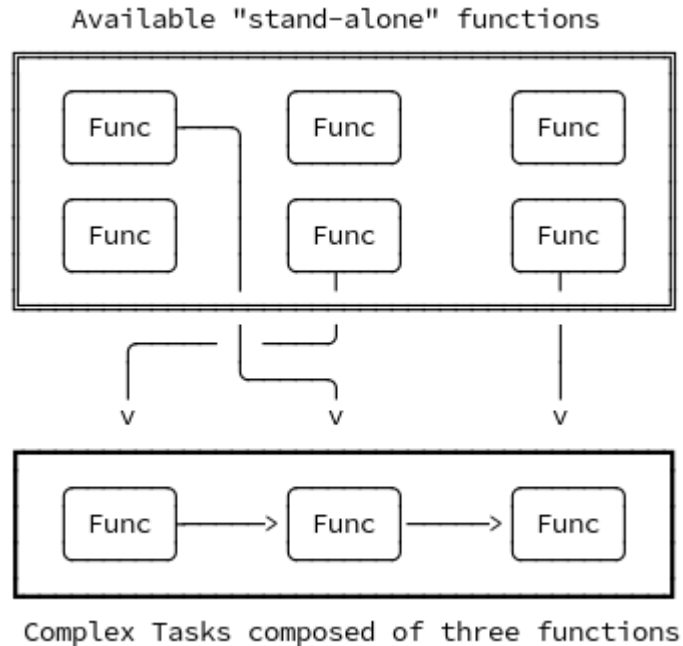 Available "stand-alone" functions
Func Func Func
Func Func Func
v v v
Func > Func > Func
Complex Tasks composed of three functions